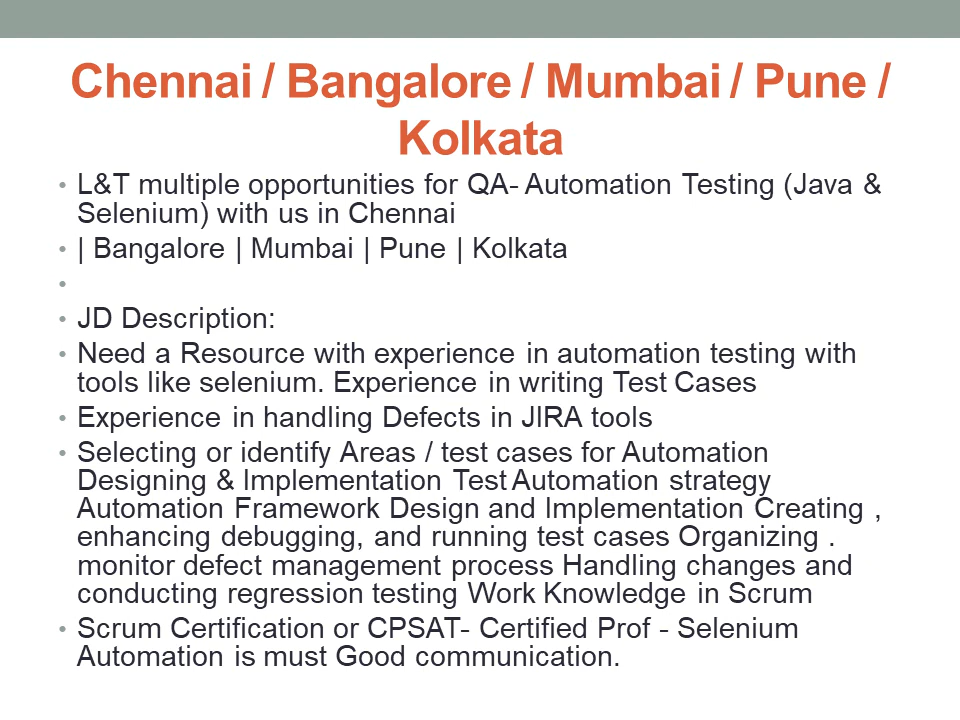 Chennai / Bangalore / Mumbai / Pune /
Kolkata
• L&T multiple opportunities for QA- Automation Testing (Java &
Selenium) with us in Chennai
• | Bangalore | Mumbai | Pune | Kolkata
•
• JD Description:
• Need a Resource with experience in automation testing with
tools like selenium. Experience in writing Test Cases
• Experience in handling Defects in JIRA tools
• Selecting or identify Areas / test cases for Automation
Designing & Implementation Test Automation strategy
Automation Framework Design and Implementation Creating ,
enhancing debugging, and running test cases Organizing .
monitor defect management process Handling changes and
conducting regression testing Work Knowledge in Scrum
• Scrum Certification or CPSAT- Certified Prof - Selenium
Automation is must Good communication.